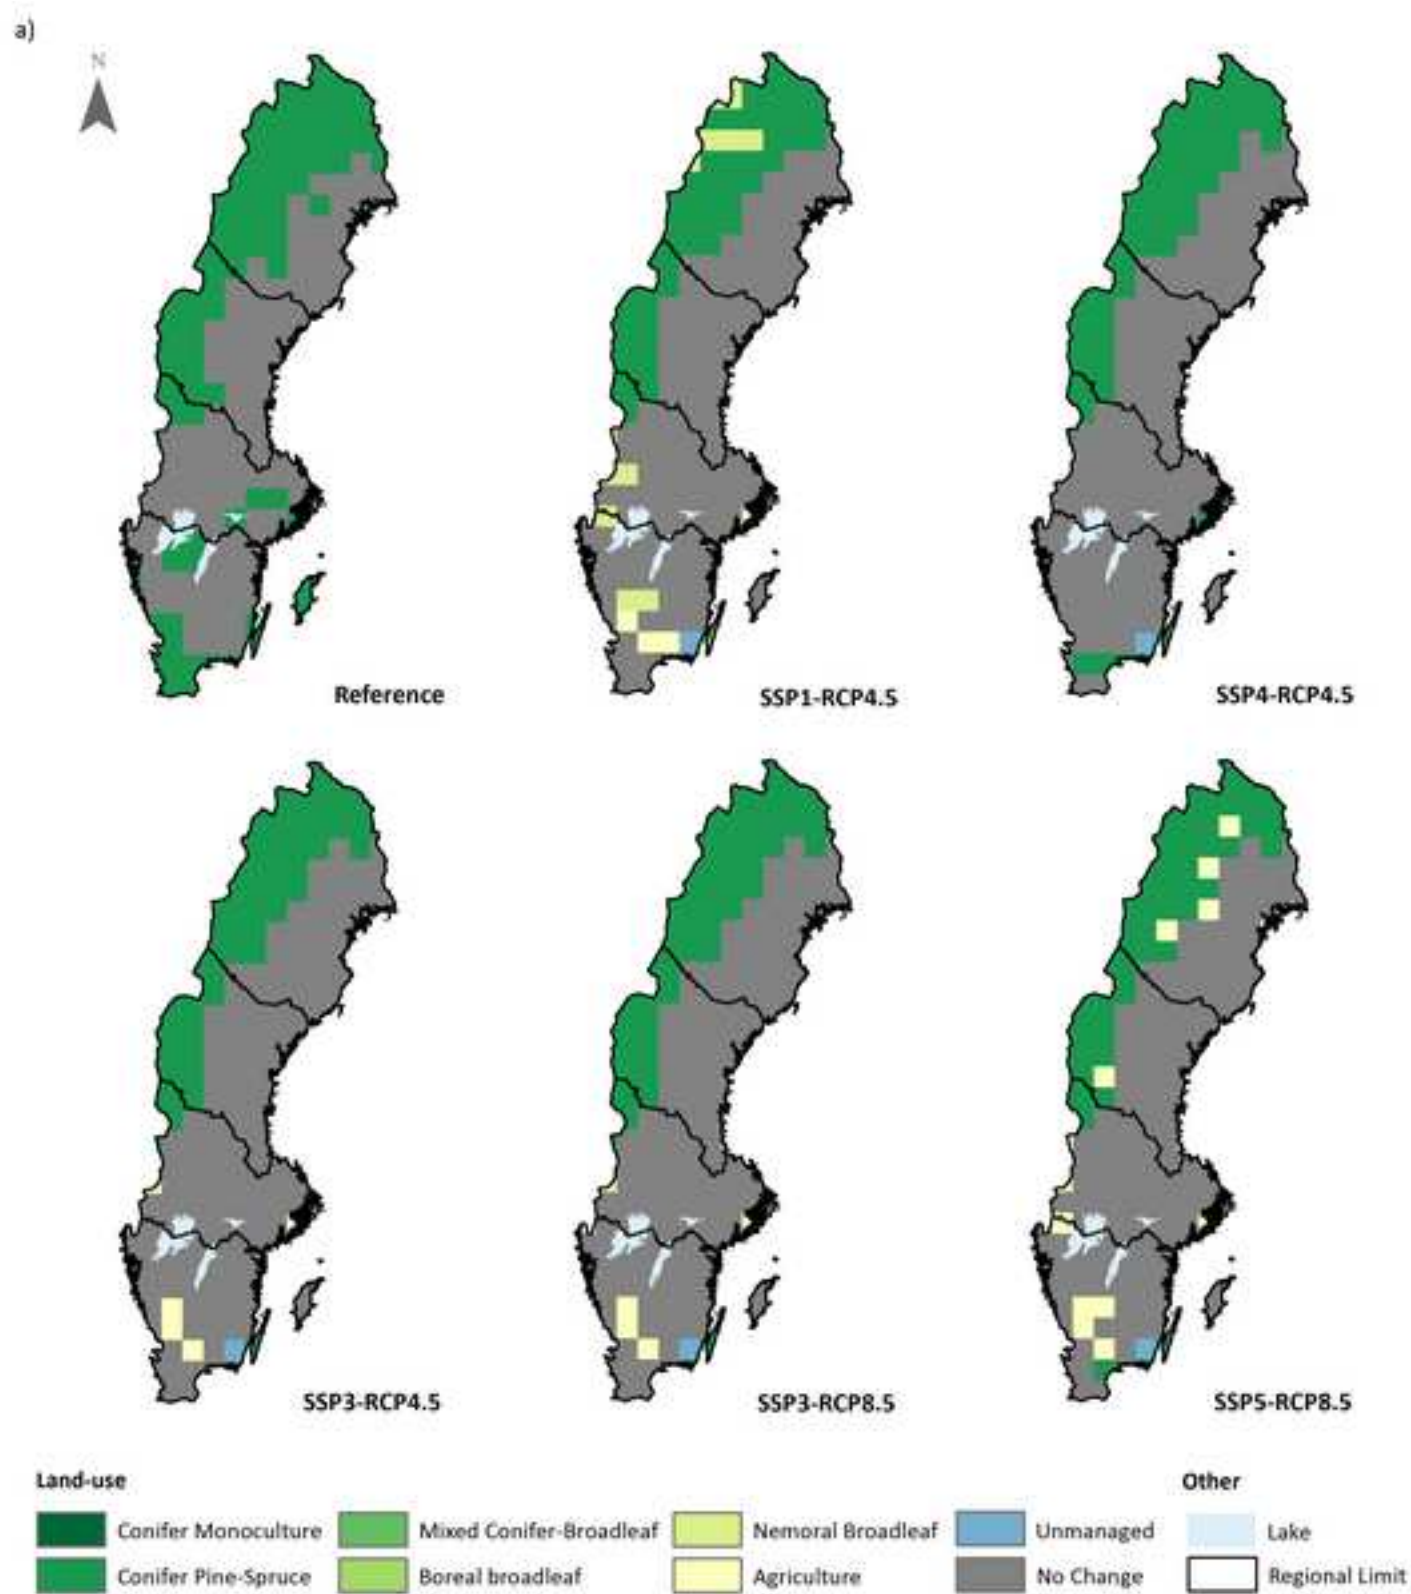 a)
N
Reference
SSP1-RCP4.5
SSP4-RCP4.5
SSP3-RCP4.5
SSP3-RCP8.5
SSP5-RCP8.5
Land-use
Other
Conifer Monoculture
Mixed Conifer-Broadleaf
Nemoral Broadleaf
Unmanaged
Lake
Conifer Pine-Spruce
Boreal broadleaf
Agriculture
No Change
Regional Limit